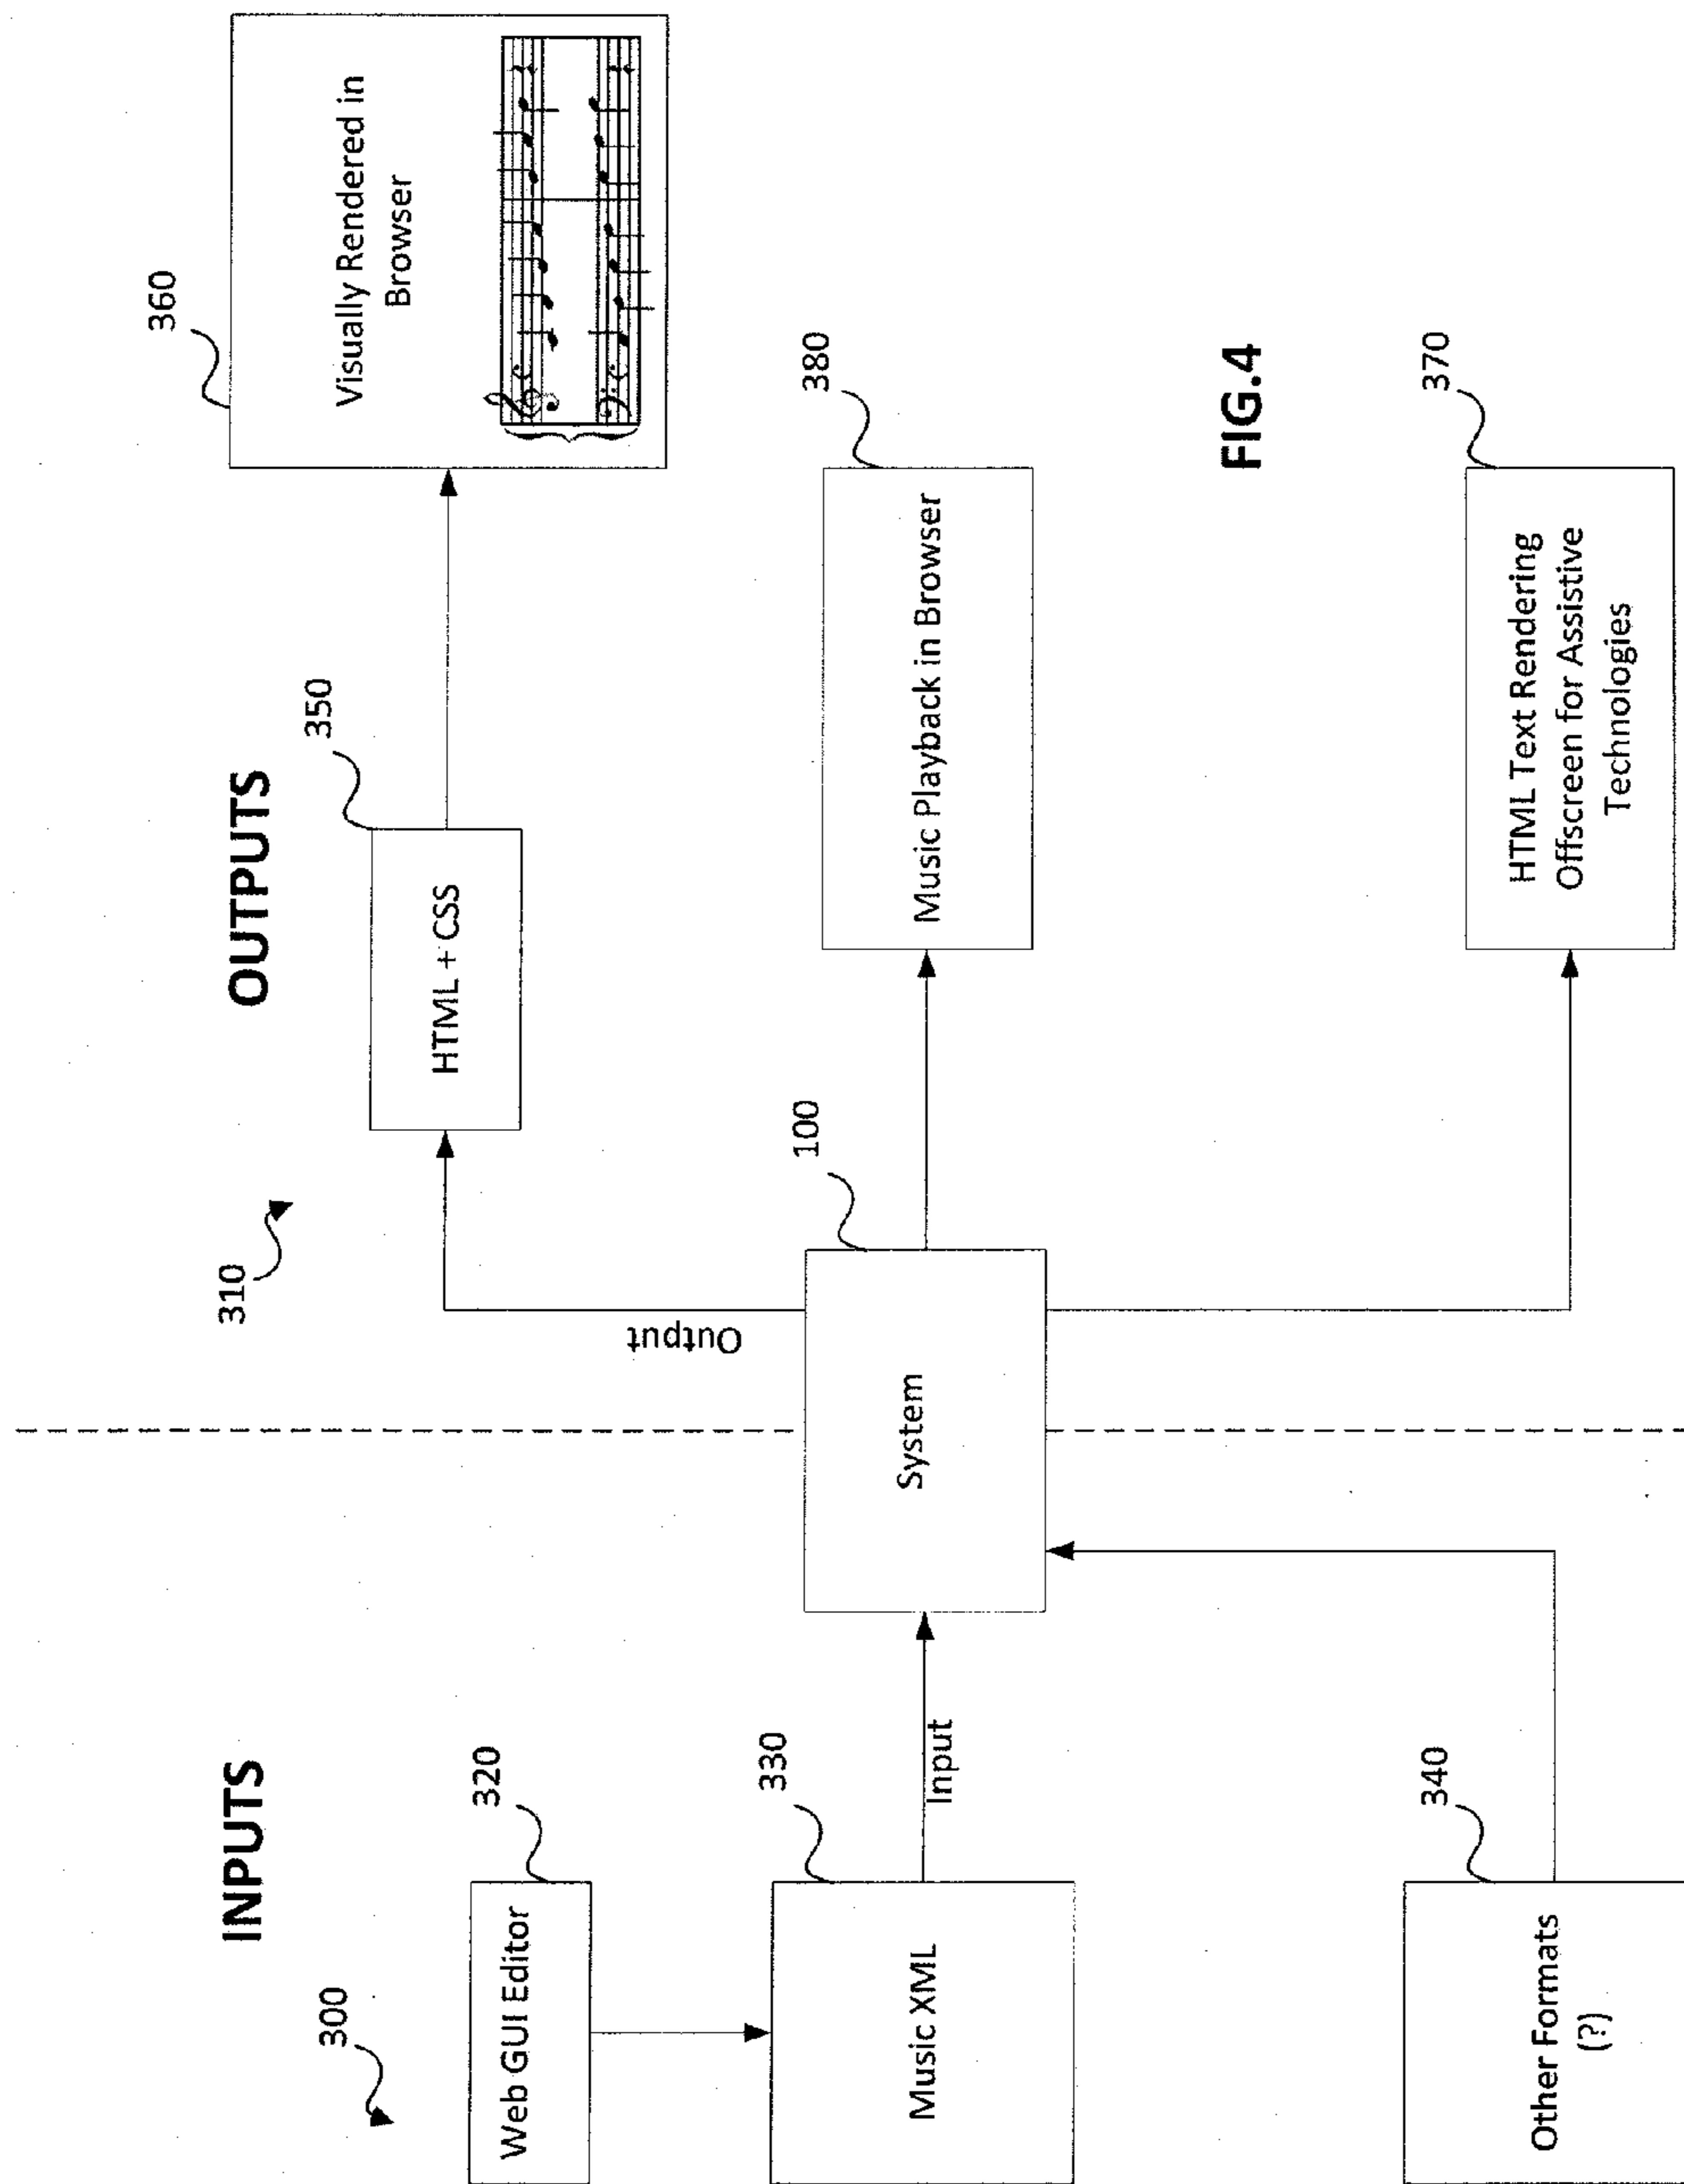 INPUTS
300
320
Web GUI Editor
330
Music XML
Input
340
Other Formats
(?)
System
100
OUTPUTS
310
Output
350
HTML + CSS
360
Visually Rendered in
Browser
380
Music Playback in Browser
370
HTML Text Rendering
Offscreen for Assistive
Technologies
FIG.4